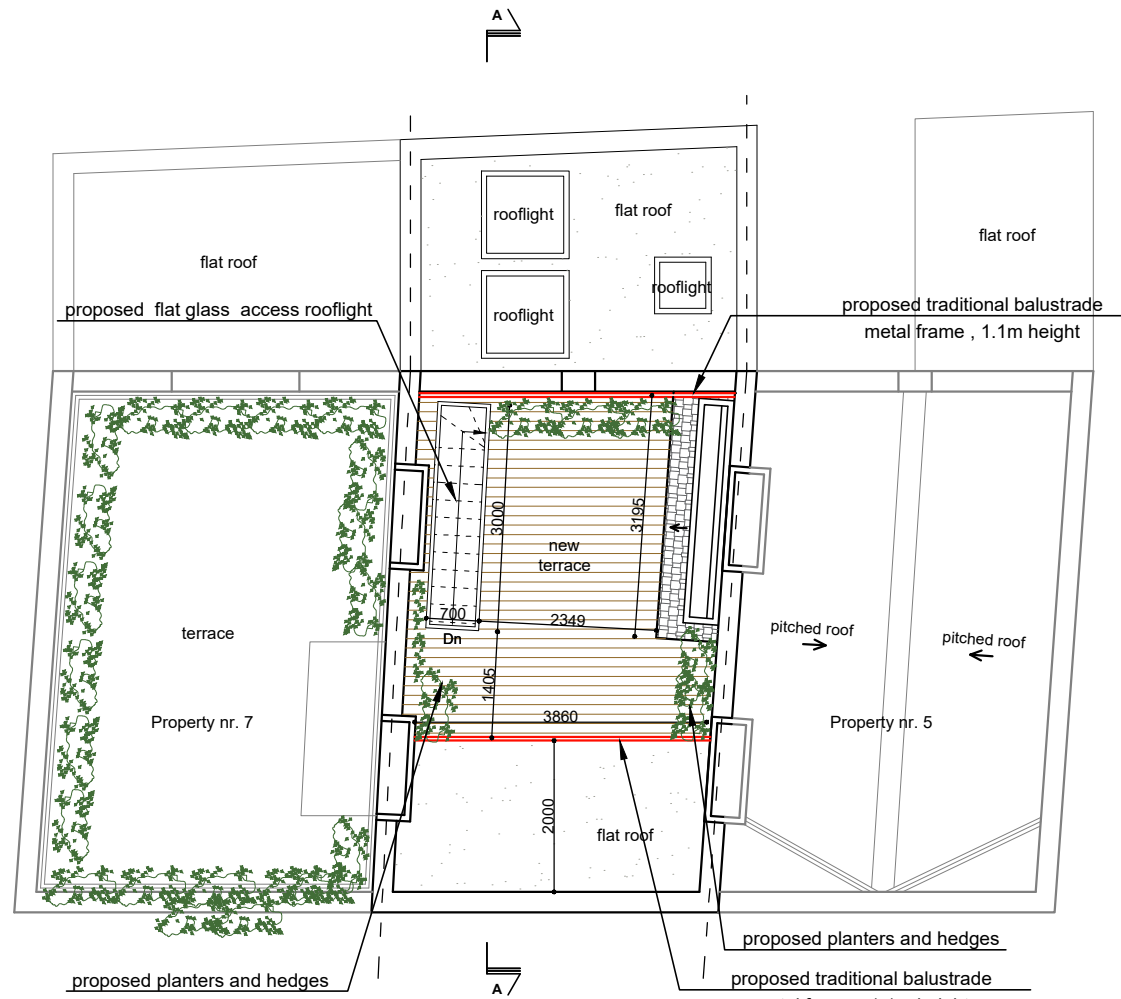 A
flat roof
rooflight
flat roof
flat roof
rooflight
rooflight
proposed flat glass access rooflight
proposed traditional balustrade
metal frame , 1.1m height
3000
3195
new
terrace
700
2349
Dn
terrace
pitched roof
pitched roof
1405
3860
Property nr. 7
Property nr. 5
2000
flat roof
proposed planters and hedges
proposed planters and hedges
proposed traditional balustrade
A